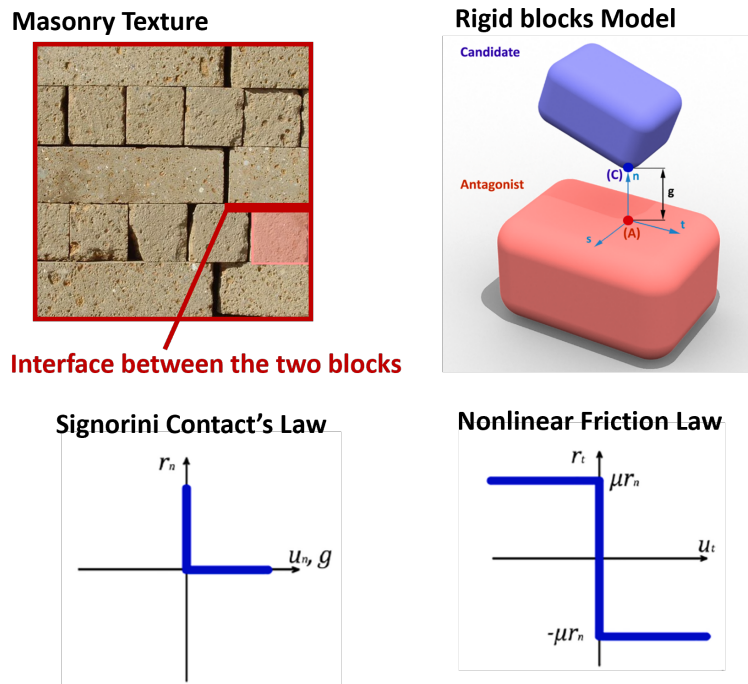 Masonry Texture
Rigid blocks Model
Candidate
(C) n
g
Antagonist
s
(A)
t
Interface between the two blocks
Signorini Contact's Law
rₙ
uₙ, g
Nonlinear Friction Law
rₜ
μrₙ
uₜ
-μrₙ